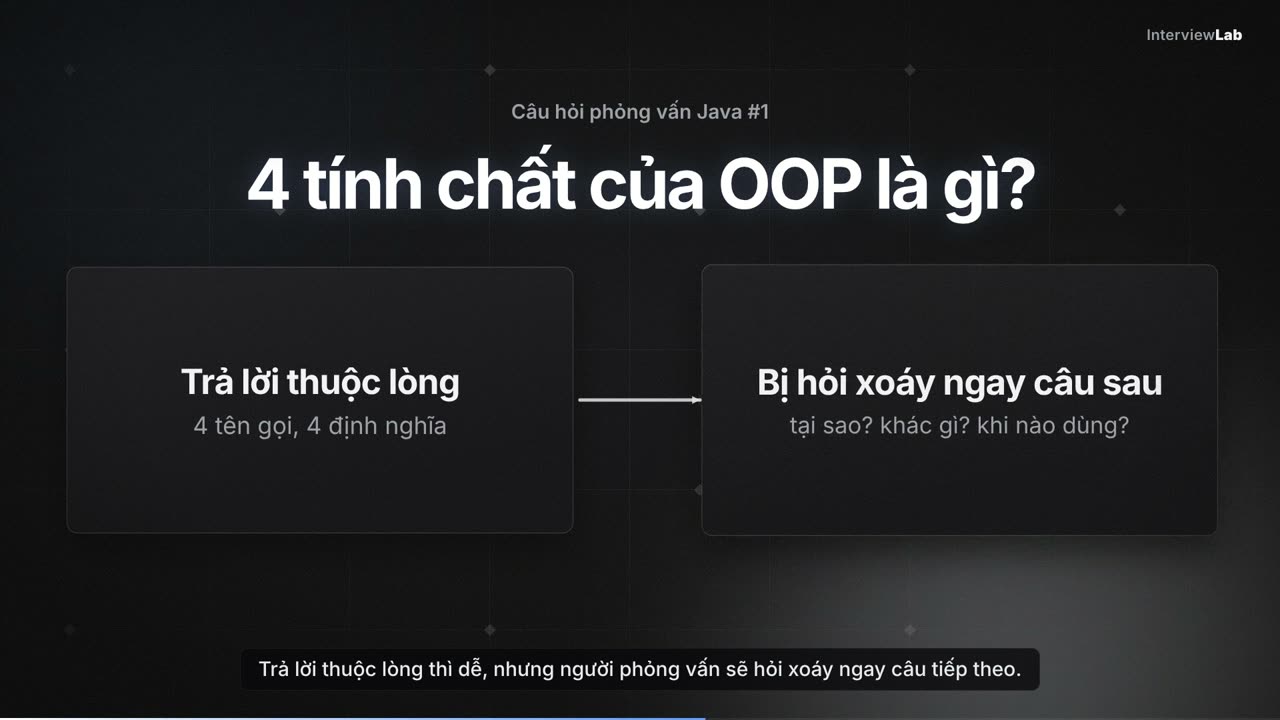 InterviewLab
Câu hỏi phỏng vấn Java #1
4 tính chất của OOP là gì?
Trả lời thuộc lòng
4 tên gọi, 4 định nghĩa
Bị hỏi xoáy ngay câu sau
tại sao? khác gì? khi nào dùng?
Trả lời thuộc lòng thì dễ, nhưng người phỏng vấn sẽ hỏi xoáy ngay câu tiếp theo.